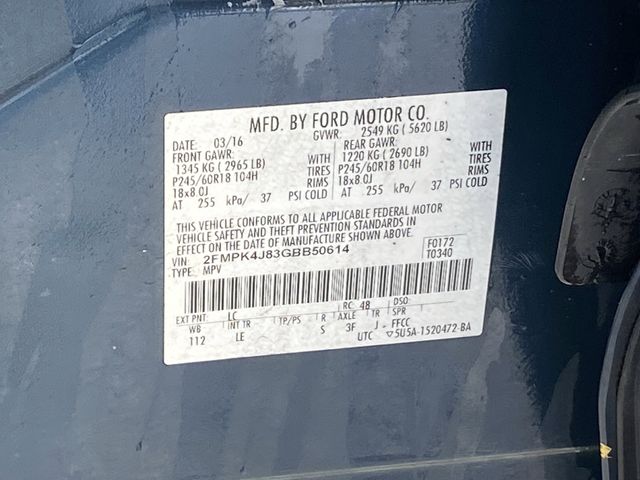 MFD. BY FORD MOTOR CO.
DATE: 03/16 GVWR: 2549 KG ( 5620 LB)
FRONT GAWR: REAR GAWR:
1345 KG ( 2965 LB) WITH 1220 KG ( 2690 LB) WITH
P245/60R18 104H TIRES P245/60R18 104H TIRES
18x8.0J RIMS 18x8.0J RIMS
AT 255 kPa/ 37 PSI COLD AT 255 kPa/ 37 PSI COLD
THIS VEHICLE CONFORMS TO ALL APPLICABLE FEDERAL MOTOR
VEHICLE SAFETY AND THEFT PREVENTION STANDARDS IN
EFFECT ON THE DATE OF MANUFACTURE SHOWN ABOVE.
VIN: 2FMPK4J83GBB50614 F0172
TYPE: MPV T0340
EXT PNT: LC RC: 48 DSO:
WB INT TR TP/PS R AXLE TR SPR
112 LE S 3F J FFCC
UTC ▽5U5A-1520472-BA